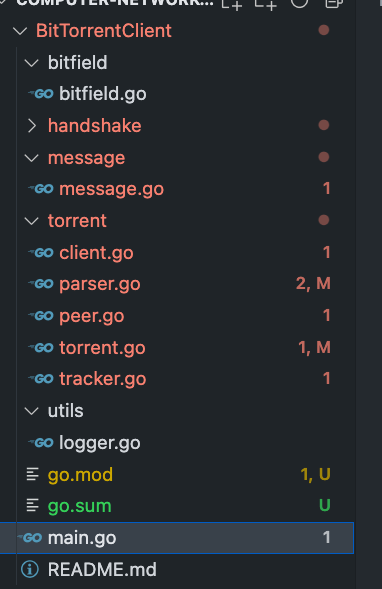 COMPUTER-NETWORK...
BitTorrentClient
bitfield
GO bitfield.go
handshake
message
GO message.go 1
torrent
GO client.go 1
GO parser.go 2, M
GO peer.go 1
GO torrent.go 1, M
GO tracker.go 1
utils
GO logger.go
go.mod 1, U
go.sum U
GO main.go 1
README.md